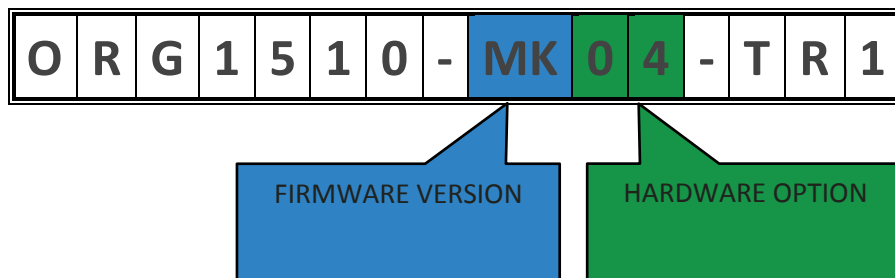 ORG1510-MK04-TR1
FIRMWARE VERSION
HARDWARE OPTION